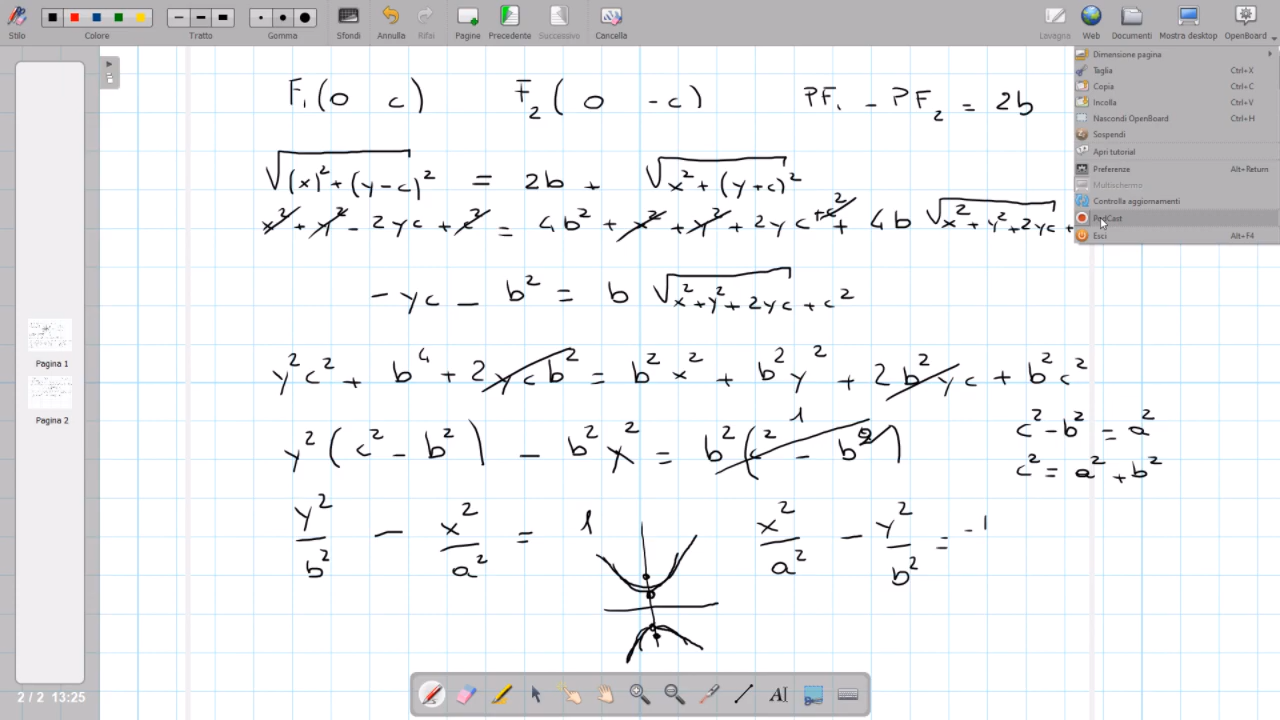 Stilo Colore Tratto Gomma Sfondi Annulla Rifai Pagine Precedente Successivo Cancella Lavagna Web Documenti Mostra desktop OpenBoard
Dimensione pagina
Taglia Ctrl+X
Copia Ctrl+C
Incolla Ctrl+V
Nascondi OpenBoard Ctrl+H
Sospendi
Apri tutorial
Preferenze Alt+Return
Multischermo
Controlla aggiornamenti
PodCast
Esci Alt+F4
Pagina 1
Pagina 2
2 / 2 13:25
F₁(0 c) F₂(0 -c) PF₁ - PF₂ = 2b
√(x)²+(y-c)² = 2b + √x²+(y+c)²
x²+y²-2yc+c² = 4b²+x²+y²+2yc+c²+4b √x²+y²+2yc+
-yc - b² = b √x²+y²+2yc+c²
y²c² + b⁴ + 2ycb² = b²x² + b²y² + 2b²yc + b²c²
y²(c² - b²) - b²x² = b²(c² - b²) 1
c²-b² = a²
c² = a²+b²
y²/b² - x²/a² = 1 x²/a² - y²/b² = -1
b
AI